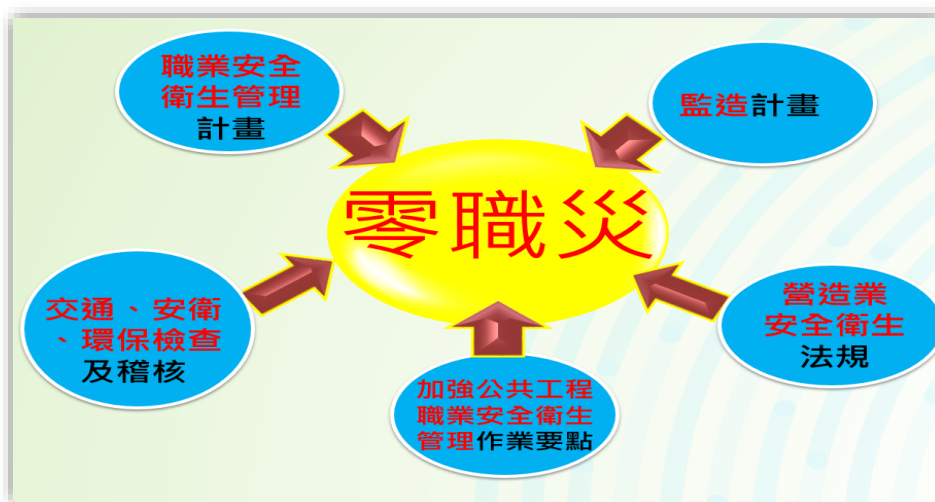 職業安全
衛生管理
計畫
監造計畫
零職災
交通、安衛
、環保檢查
及稽核
營造業
安全衛生
法規
加強公共工程
職業安全衛生
管理作業要點